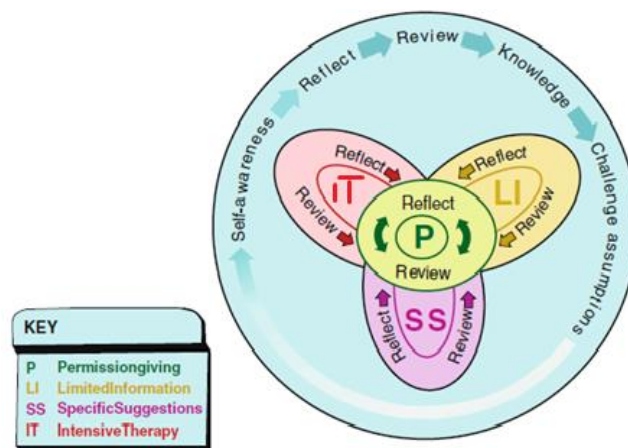 Self-awareness
Reflect
Review
Knowledge
Challenge assumptions
Reflect
IT
Review
Reflect
LI
Review
Reflect
P
Review
Reflect
SS
Review
KEY
P Permissiongiving
LI LimitedInformation
SS SpecificSuggestions
IT IntensiveTherapy